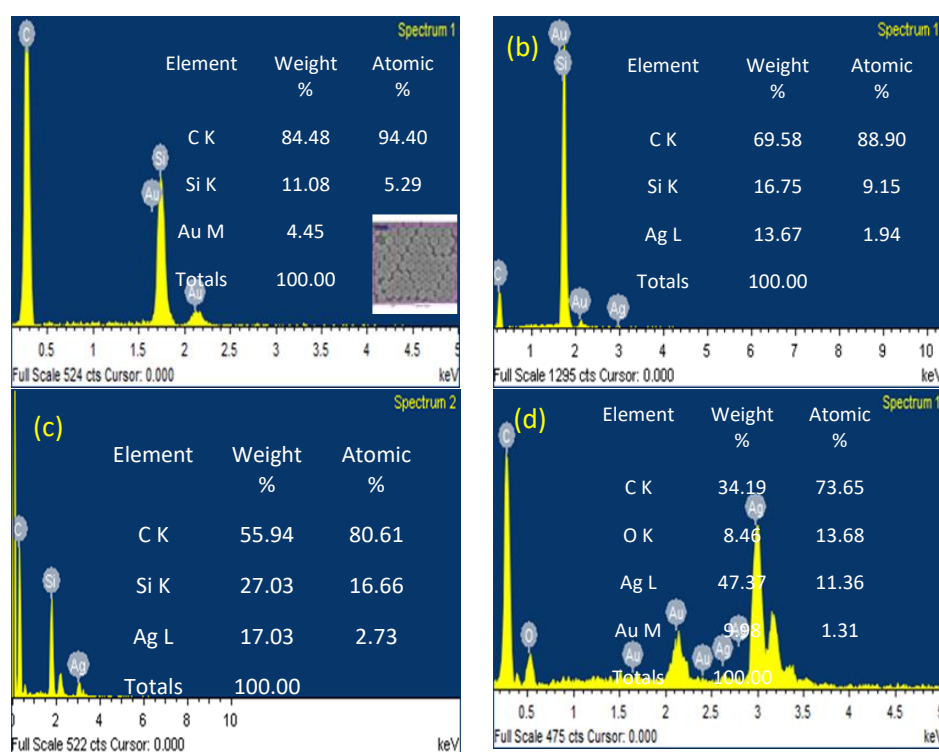 Spectrum 1
C
Element Weight % Atomic %
C K 84.48 94.40
Si
Au
Si K 11.08 5.29
Au M 4.45
Totals 100.00
Au
0.5 1 1.5 2 2.5 3 3.5 4 4.5 5
Full Scale 524 cts Cursor: 0.000 keV
Spectrum 1
(b)
Au
Si
Element Weight % Atomic %
C K 69.58 88.90
Si K 16.75 9.15
Ag L 13.67 1.94
Totals 100.00
C
Au
Ag
1 2 3 4 5 6 7 8 9 10
Full Scale 1295 cts Cursor: 0.000 keV
Spectrum 2
(c)
Element Weight % Atomic %
C
C K 55.94 80.61
Si
Si K 27.03 16.66
Ag L 17.03 2.73
Ag
Totals 100.00
2 4 6 8 10
Full Scale 522 cts Cursor: 0.000 keV
Spectrum 1
(d)
Element Weight % Atomic %
C
C K 34.19 73.65
Ag
O K 8.46 13.68
Ag L 47.37 11.36
Au
O
Au M 9.98 1.31
Au Au Ag
Totals 100.00
0.5 1 1.5 2 2.5 3 3.5 4 4.5 5
Full Scale 475 cts Cursor: 0.000 keV